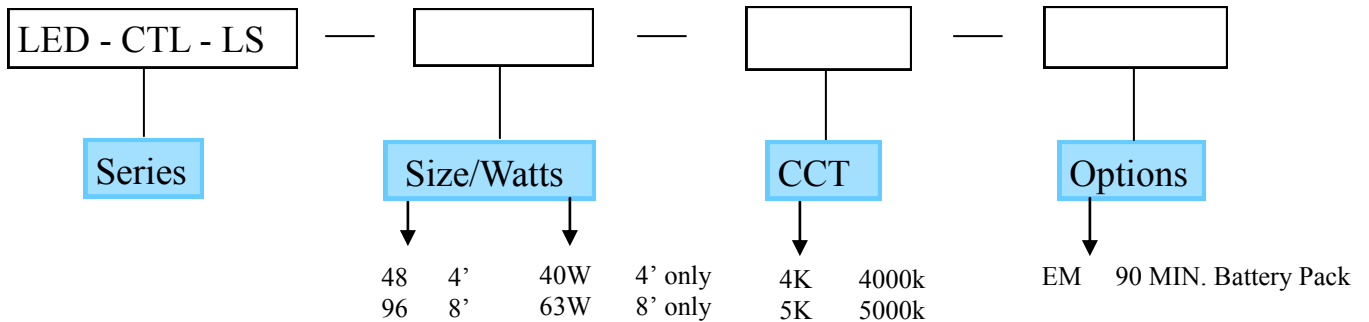 LED - CTL - LS — — —
Series Size/Watts CCT Options
48 4’ 40W 4’ only 4K 4000k EM 90 MIN. Battery Pack
96 8’ 63W 8’ only 5K 5000k